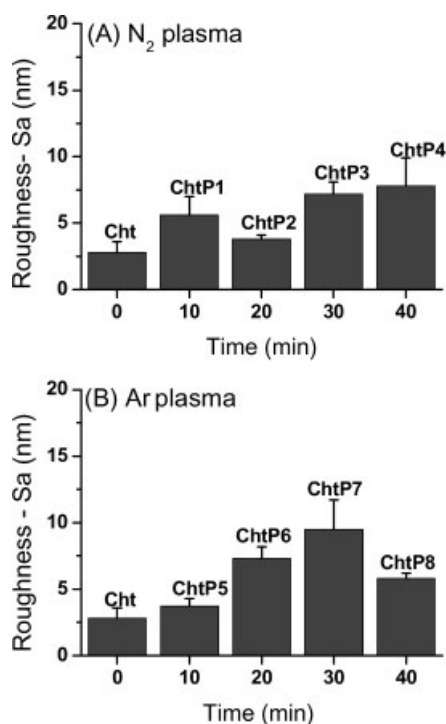 (A) N₂ plasma
Roughness- Sa (nm)
20
15
10
5
0
Cht
ChtP1
ChtP2
ChtP3
ChtP4
0 10 20 30 40
Time (min)
(B) Ar plasma
Roughness - Sa (nm)
20
15
10
5
0
Cht
ChtP5
ChtP6
ChtP7
ChtP8
0 10 20 30 40
Time (min)